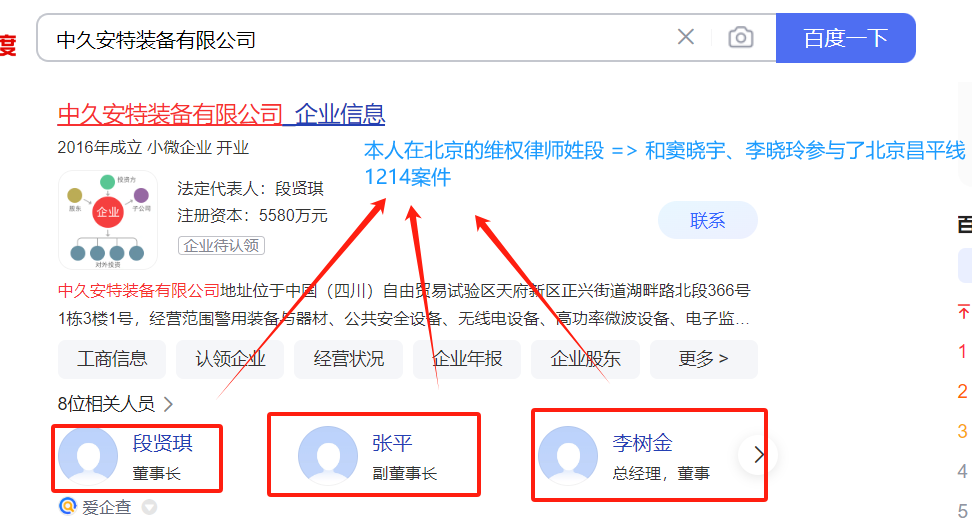 度
中久安特装备有限公司
百度一下
中久安特装备有限公司_企业信息
2016年成立 小微企业 开业
本人在北京的维权律师姓段 => 和窦晓宇、李晓玲参与了北京昌平线
1214案件
投资方
股东
企业
子公司
对外投资
法定代表人：段贤琪
注册资本：5580万元
企业待认领
联系
百
中久安特装备有限公司地址位于中国（四川）自由贸易试验区天府新区正兴街道湖畔路北段366号
1栋3楼1号，经营范围警用装备与器材、公共安全设备、无线电设备、高功率微波设备、电子监...
工商信息
认领企业
经营状况
企业年报
企业股东
更多 >
1
2
3
4
5
8位相关人员 >
段贤琪
董事长
张平
副董事长
李树金
总经理，董事
爱企查